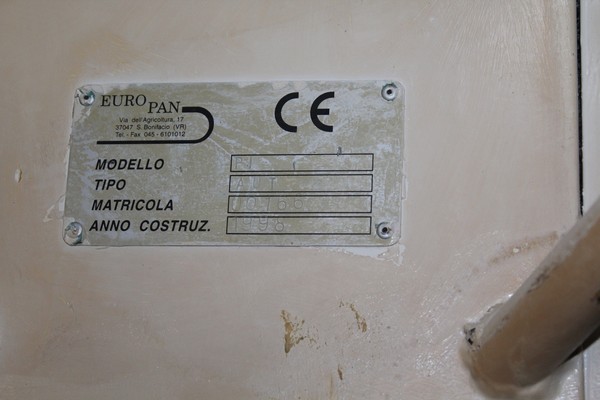 EURO PAN
Via dell'Agricoltura, 17
37047 S. Bonifacio (VR)
Tel. - Fax 045 - 6101012
CE
MODELLO
TIPO
MATRICOLA
ANNO COSTRUZ. 1998